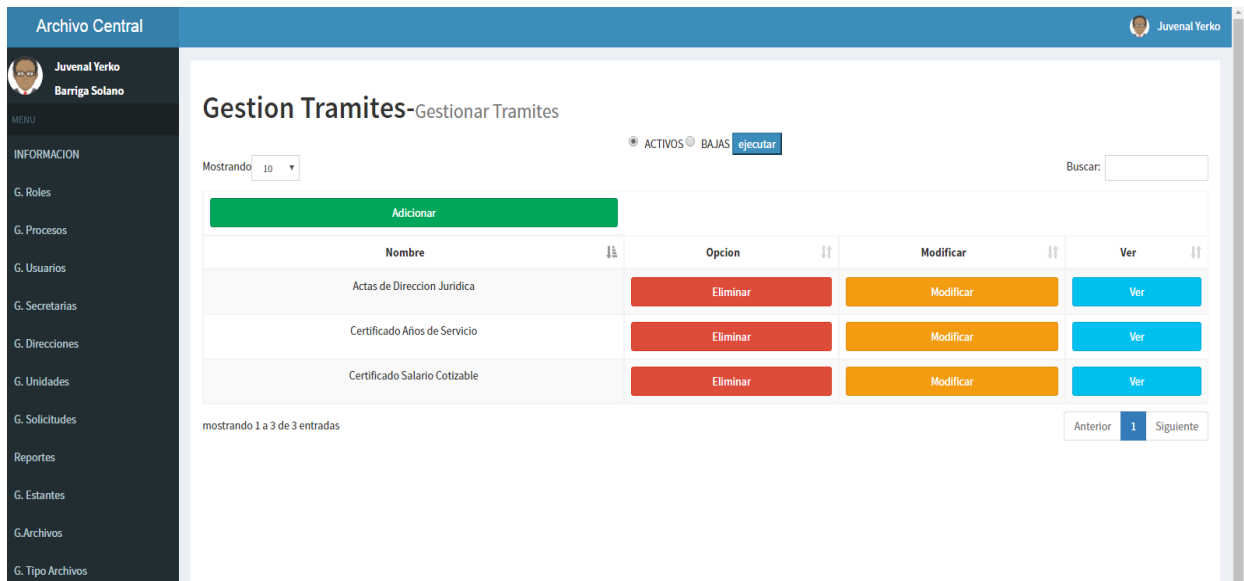 Archivo Central
Juvenal Yerko
Juvenal Yerko
Barriga Solano
MENU
INFORMACION
G. Roles
G. Procesos
G. Usuarios
G. Secretarias
G. Direcciones
G. Unidades
G. Solicitudes
Reportes
G. Estantes
G.Archivos
G. Tipo Archivos
Gestion Tramites-Gestionar Tramites
ACTIVOS BAJAS ejecutar
Mostrando 10 Buscar:
Adicionar
Nombre Opcion Modificar Ver
Actas de Direccion Juridica Eliminar Modificar Ver
Certificado Años de Servicio Eliminar Modificar Ver
Certificado Salario Cotizable Eliminar Modificar Ver
mostrando 1 a 3 de 3 entradas Anterior 1 Siguiente